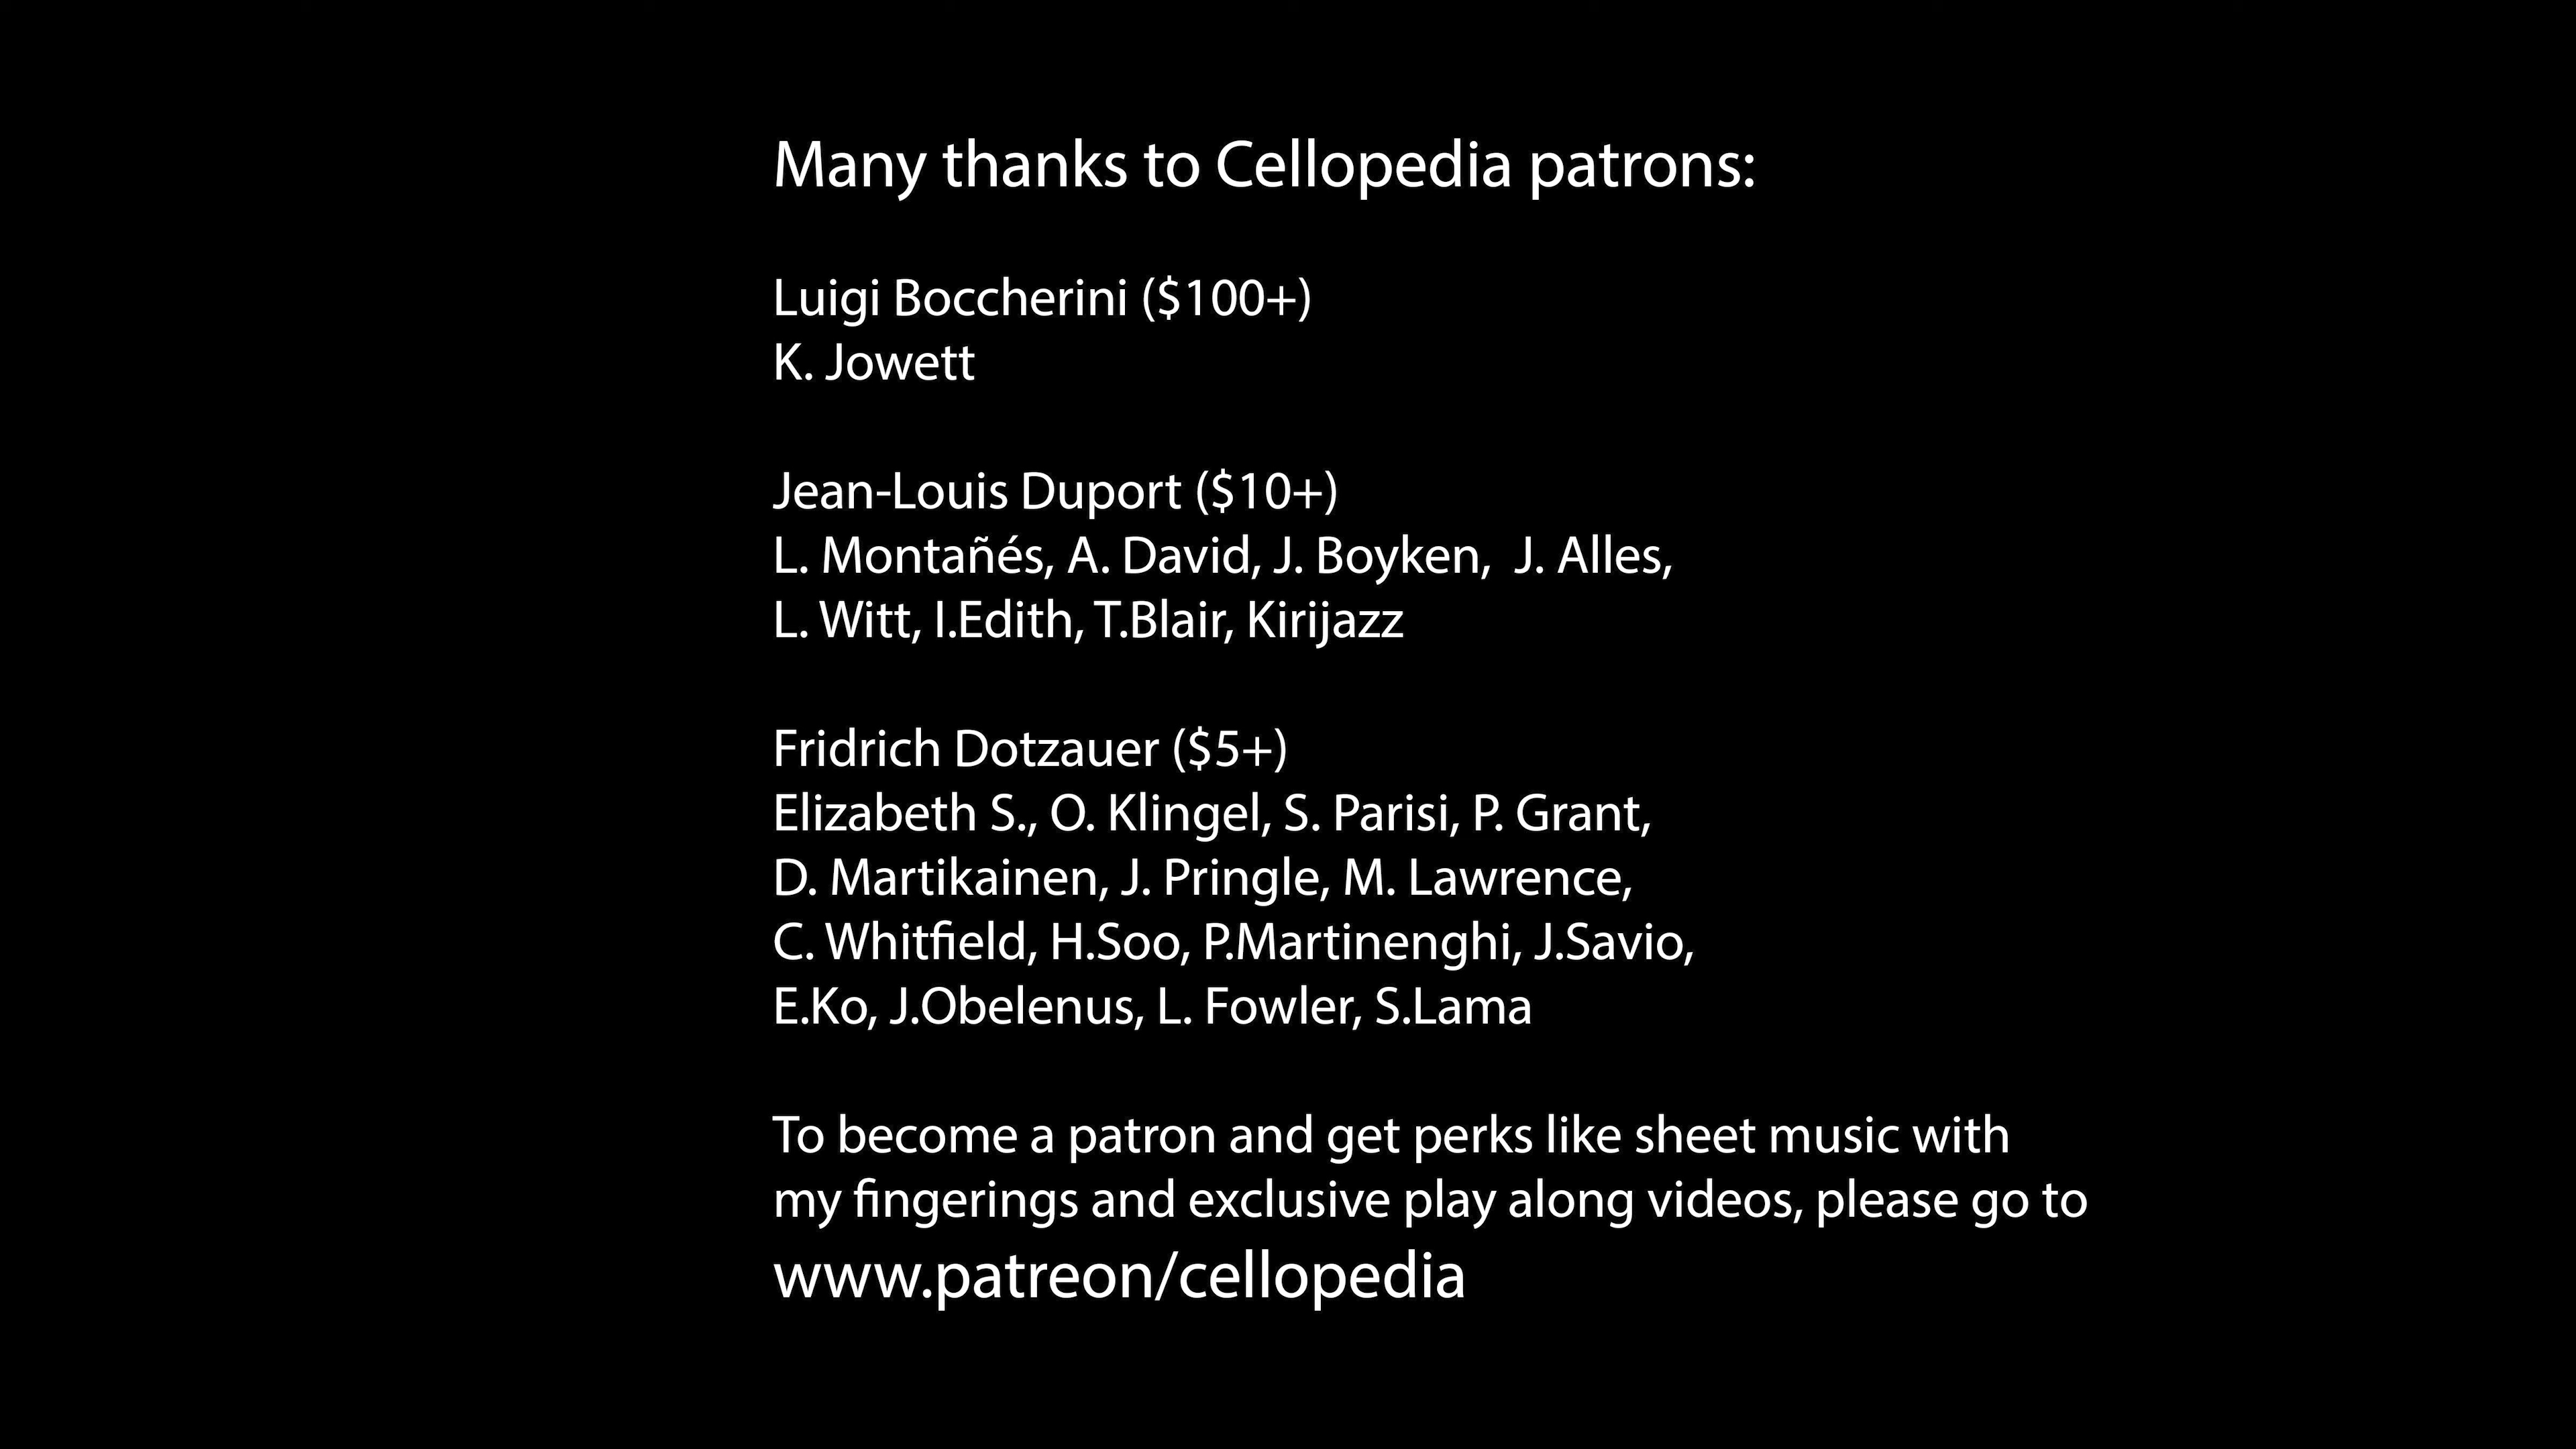 Many thanks to Cellopedia patrons:
Luigi Boccherini ($100+)
K. Jowett
Jean-Louis Duport ($10+)
L. Montañés, A. David, J. Boyken,  J. Alles,
L. Witt, I.Edith, T.Blair, Kirijazz
Fridrich Dotzauer ($5+)
Elizabeth S., O. Klingel, S. Parisi, P. Grant,
D. Martikainen, J. Pringle, M. Lawrence,
C. Whitfield, H.Soo, P.Martinenghi, J.Savio,
E.Ko, J.Obelenus, L. Fowler, S.Lama
To become a patron and get perks like sheet music with
my fingerings and exclusive play along videos, please go to
www.patreon/cellopedia